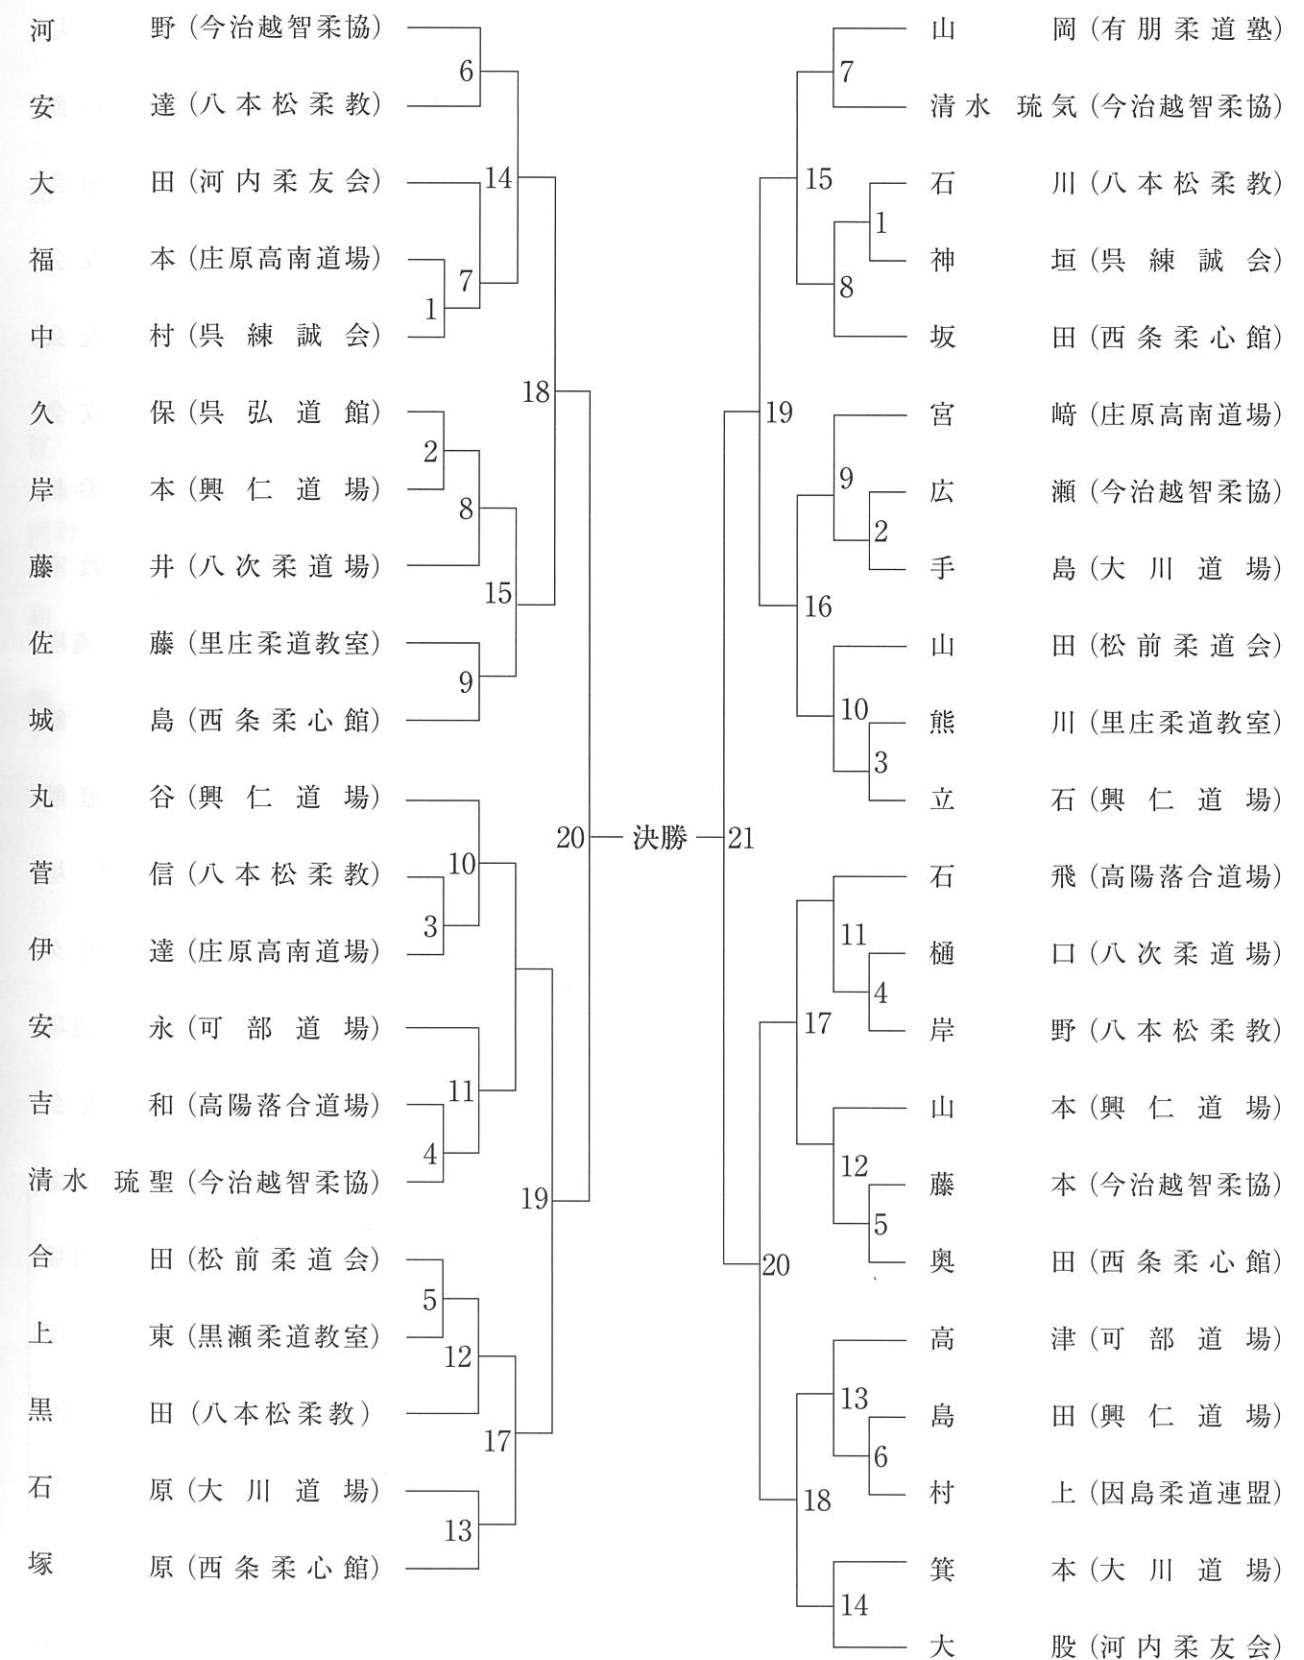 河野(今治越智柔協)
6
安達(八本松柔教)
大田(河内柔友会)
14
福本(庄原高南道場)
7
1
中村(呉練誠会)
18
久保(呉弘道館)
2
岸本(興仁道場)
8
藤井(八次柔道場)
15
佐藤(里庄柔道教室)
9
城島(西条柔心館)
丸谷(興仁道場)
20
決勝
21
10
菅信(八本松柔教)
3
伊達(庄原高南道場)
安永(可部道場)
11
吉和(高陽落合道場)
4
清水琉聖(今治越智柔協)
19
合田(松前柔道会)
5
上東(黒瀬柔道教室)
12
黒田(八本松柔教)
17
石原(大川道場)
13
塚原(西条柔心館)
山岡(有朋柔道塾)
7
清水琉気(今治越智柔協)
15
石川(八本松柔教)
1
神垣(呉練誠会)
8
坂田(西条柔心館)
19
宮﨑(庄原高南道場)
9
広瀬(今治越智柔協)
2
手島(大川道場)
16
山田(松前柔道会)
10
熊川(里庄柔道教室)
3
立石(興仁道場)
石飛(高陽落合道場)
11
樋口(八次柔道場)
4
17
岸野(八本松柔教)
山本(興仁道場)
12
藤本(今治越智柔協)
5
奥田(西条柔心館)
20
高津(可部道場)
13
島田(興仁道場)
6
村上(因島柔道連盟)
18
箕本(大川道場)
14
大股(河内柔友会)